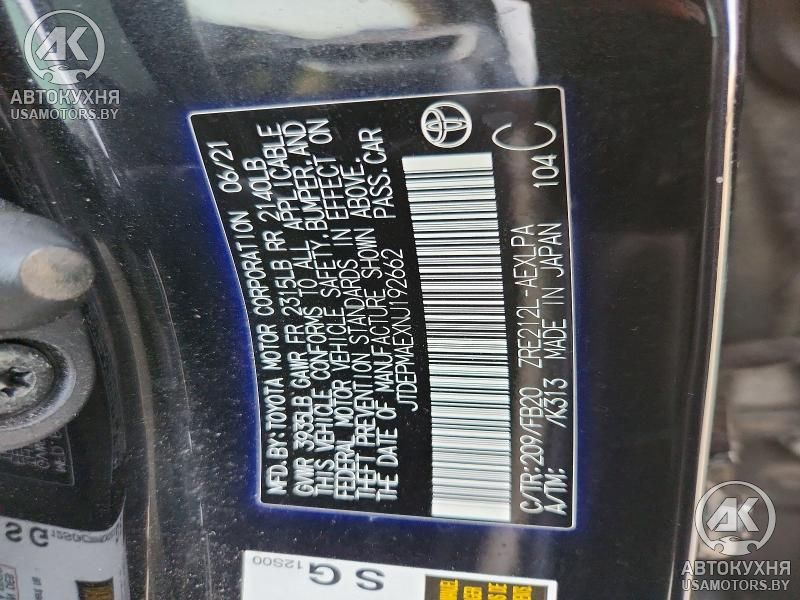 АВТОКУХНЯ
USAMOTORS.BY
MFD. BY: TOYOTA MOTOR CORPORATION 06/21
GVWR 3935LB GAWR FR 2315LB RR 2140LB
THIS VEHICLE CONFORMS TO ALL APPLICABLE
FEDERAL MOTOR VEHICLE SAFETY, BUMPER, AND
THEFT PREVENTION STANDARDS IN EFFECT ON
THE DATE OF MANUFACTURE SHOWN ABOVE.
JTDEPMAEXNJ192662 PASS. CAR
C/TR: 209/FB20 ZRE212L-AEXLPA
A/TM: /K313 MADE IN JAPAN 104 C
S G
12S00
S G
АВТОКУХНЯ
USAMOTORS.BY